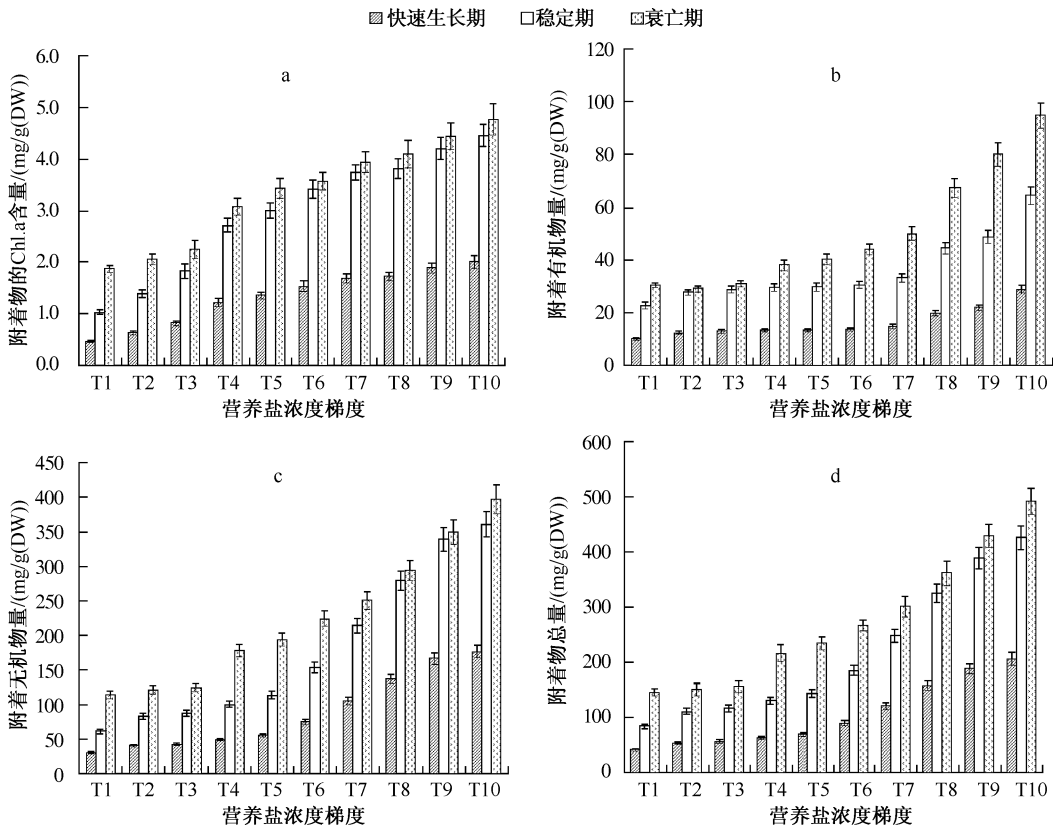 快速生长期 稳定期 衰亡期
a
附着物的Chl.a含量/(mg/g(DW))
6.0
5.0
4.0
3.0
2.0
1.0
0.0
T1 T2 T3 T4 T5 T6 T7 T8 T9 T10
营养盐浓度梯度
b
附着有机物量/(mg/g(DW))
120
100
80
60
40
20
0
T1 T2 T3 T4 T5 T6 T7 T8 T9 T10
营养盐浓度梯度
c
附着无机物量/(mg/g(DW))
450
400
350
300
250
200
150
100
50
0
T1 T2 T3 T4 T5 T6 T7 T8 T9 T10
营养盐浓度梯度
d
附着物总量/(mg/g(DW))
600
500
400
300
200
100
0
T1 T2 T3 T4 T5 T6 T7 T8 T9 T10
营养盐浓度梯度